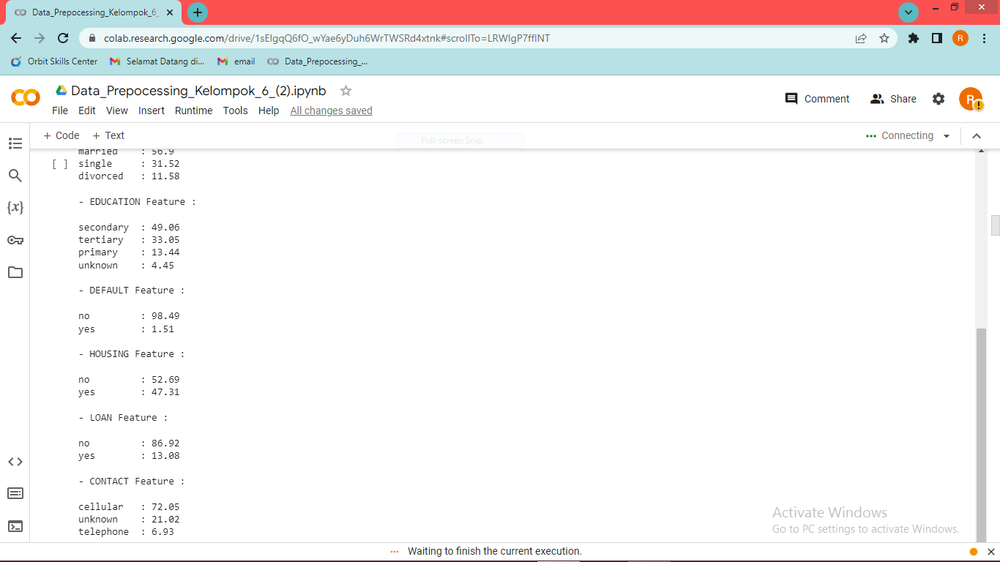 Data_Prepocessing_Kelompok_6_
colab.research.google.com/drive/1sElgqQ6fO_wYae6yDuh6WrTWSRd4xtnk#scrollTo=LRWlgP7fflNT
R
Orbit Skills Center
Selamat Datang di...
email
Data_Prepocessing_...
Data_Prepocessing_Kelompok_6_(2).ipynb
Comment
Share
R
File Edit View Insert Runtime Tools Help All changes saved
+ Code + Text
Full-screen Snip
Connecting
married : 56.9
[ ] single : 31.52
divorced : 11.58
- EDUCATION Feature :
secondary : 49.06
tertiary : 33.05
primary : 13.44
unknown : 4.45
- DEFAULT Feature :
no : 98.49
yes : 1.51
- HOUSING Feature :
no : 52.69
yes : 47.31
- LOAN Feature :
no : 86.92
yes : 13.08
- CONTACT Feature :
cellular : 72.05
unknown : 21.02
telephone : 6.93
{x}
Activate Windows
Go to PC settings to activate Windows.
Waiting to finish the current execution.